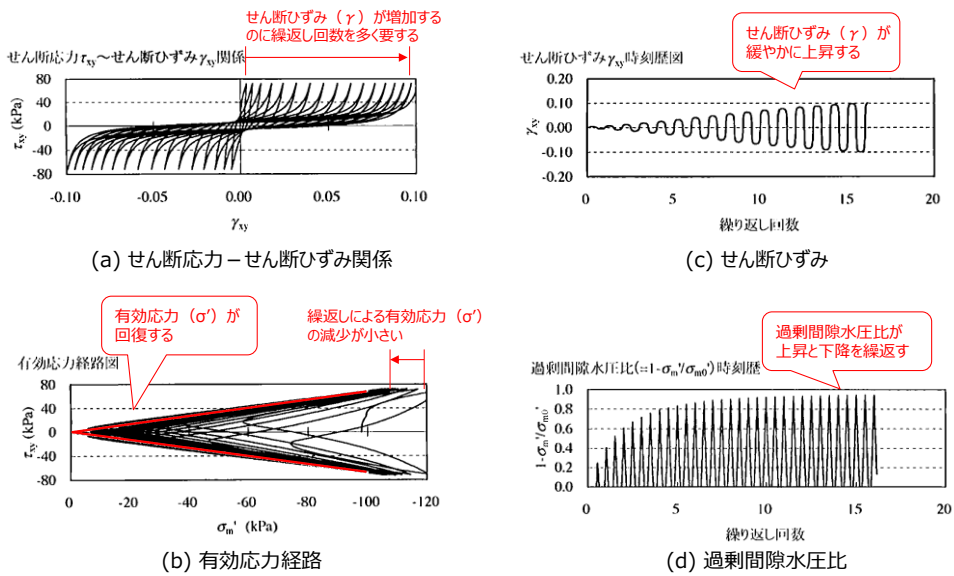 せん断ひずみ（γ）が増加する
のに繰返し回数を多く要する
せん断応力τxy～せん断ひずみγxy関係
80
40
0
-40
-80
τxy (kPa)
-0.10
-0.05
0.00
0.05
0.10
γxy
(a) せん断応力－せん断ひずみ関係
せん断ひずみ（γ）が
緩やかに上昇する
せん断ひずみγxy時刻歴図
0.20
0.10
0.00
-0.10
-0.20
γxy
0
5
10
15
20
繰り返し回数
(c) せん断ひずみ
有効応力（σ'）が
回復する
繰返しによる有効応力（σ'）
の減少が小さい
有効応力経路図
80
40
0
-40
-80
τxy (kPa)
0
-20
-40
-60
-80
-100
-120
σm' (kPa)
(b) 有効応力経路
過剰間隙水圧比が
上昇と下降を繰返す
過剰間隙水圧比(=1-σm'/σm0')時刻歴
1.0
0.8
0.6
0.4
0.2
0.0
1-σm'/σm0'
0
5
10
15
20
繰り返し回数
(d) 過剰間隙水圧比